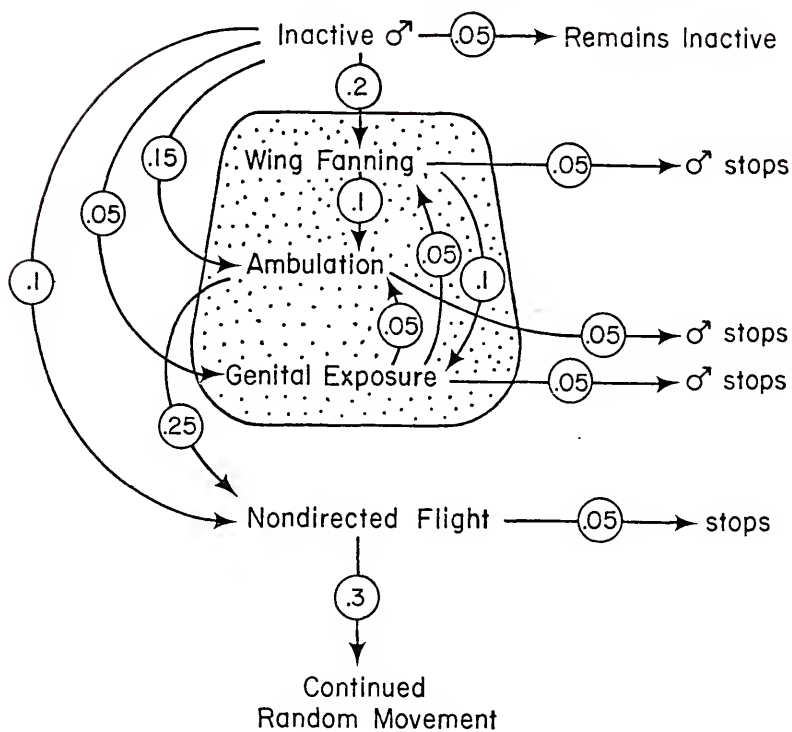 Inactive ♂ .05 Remains Inactive
.2
Wing Fanning .05 ♂ stops
.15
.1
.05
.05
.1
.1
Ambulation
.05
.05 ♂ stops
Genital Exposure .05 ♂ stops
.25
Nondirected Flight .05 stops
.3
Continued
Random Movement